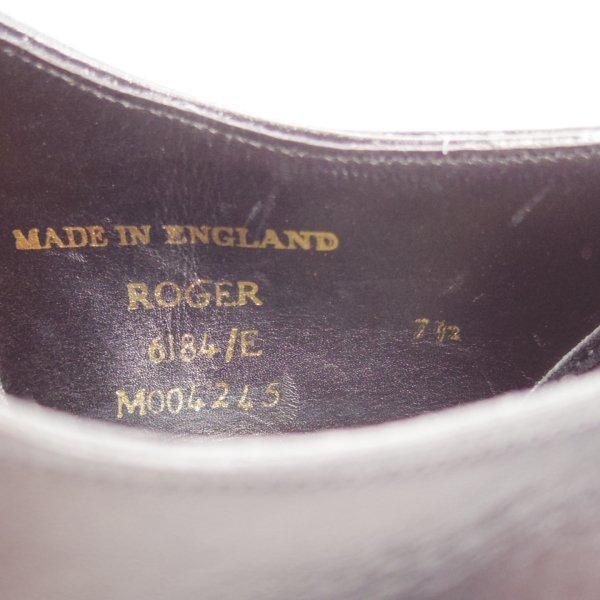 MADE IN ENGLAND
ROGER
6184/E 7 1/2
M004245